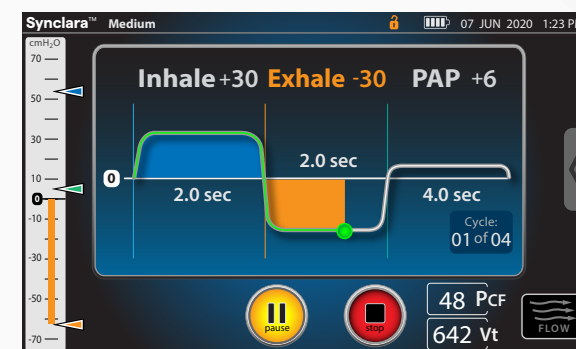 Synclara™ Medium 07 JUN 2020 1:23 P
cmH₂O
70
50
30
10
0
-10
-30
-50
-70
Inhale +30 Exhale -30 PAP +6
0
2.0 sec
2.0 sec
4.0 sec
Cycle:
01 of 04
pause
stop
48 PCF
642 Vt
FLOW